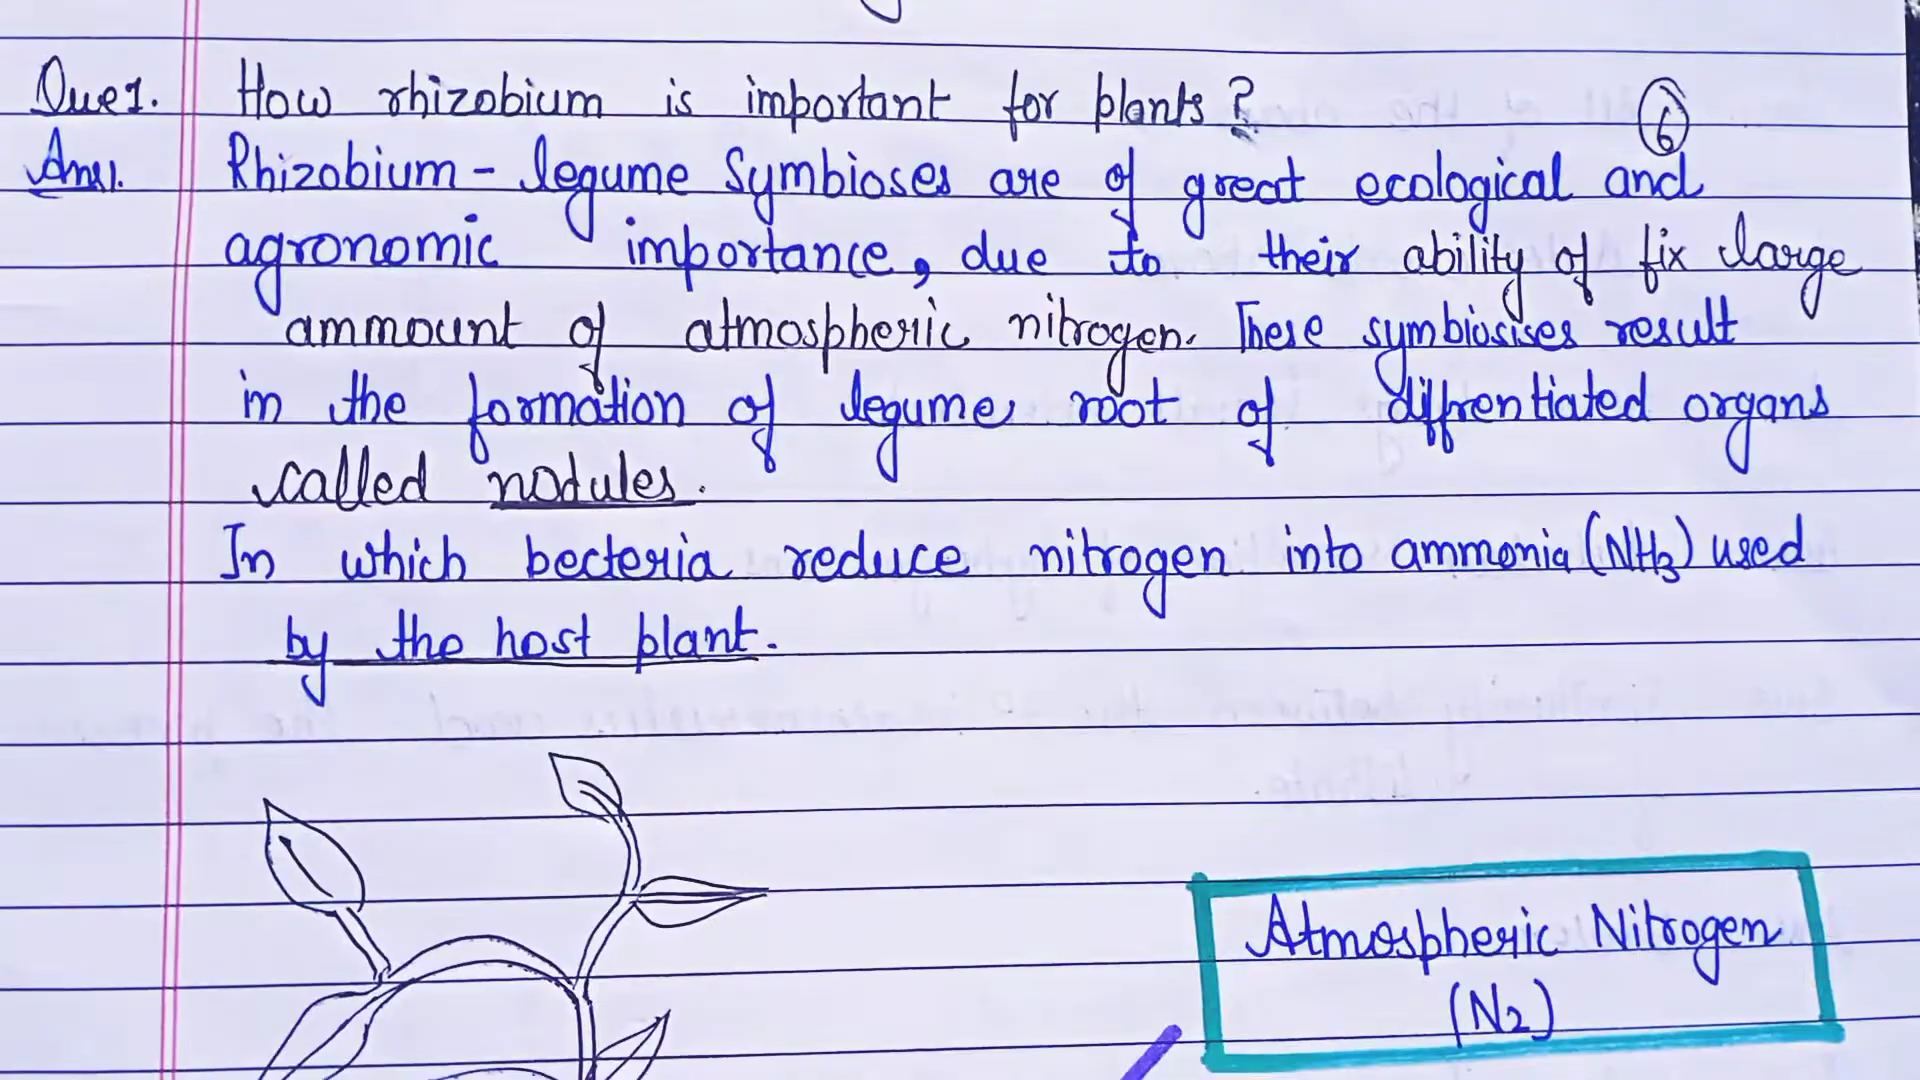 Que1. How rhizobium is important for plants?
6
Ans1. Rhizobium - legume Symbioses are of great ecological and
agronomic importance, due to their ability of fix large
ammount of atmospheric nitrogen. These symbiosises result
in the formation of legume root of diffrentiated organs
called nodules.
In which becteria reduce nitrogen into ammonia (NH3) used
by the host plant.
Atmospheric Nitrogen
(N2)